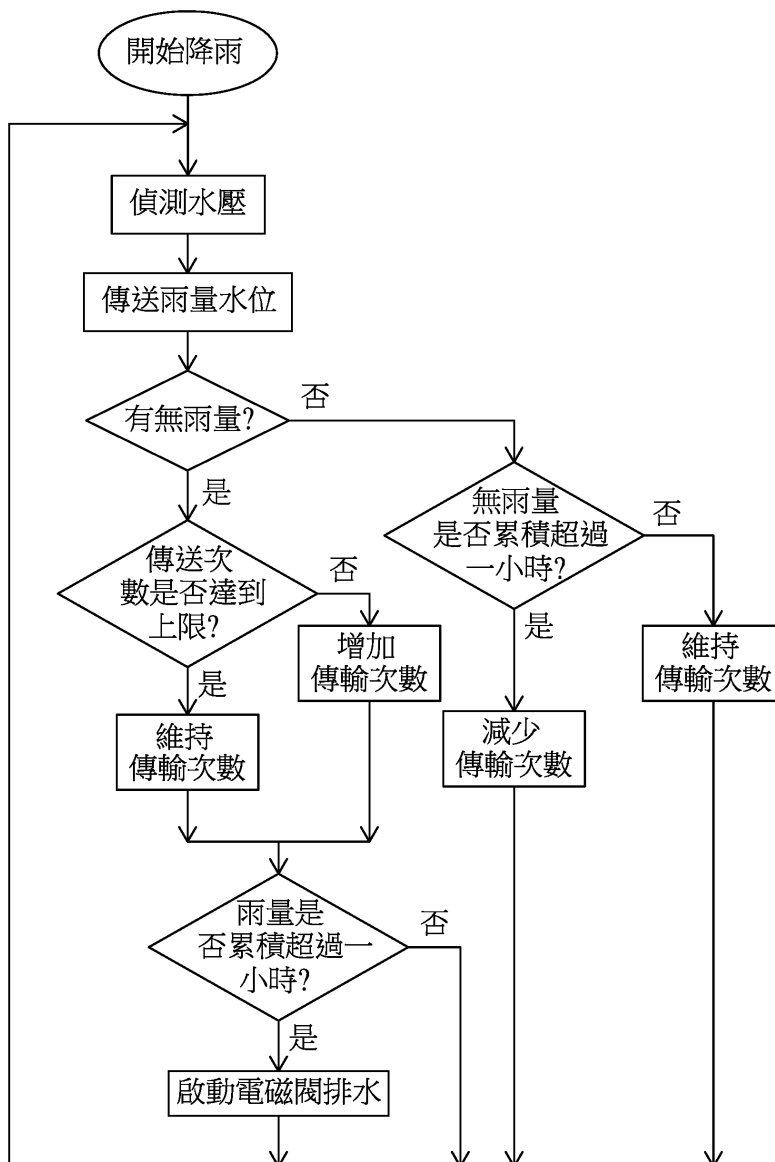 開始降雨
偵測水壓
傳送雨量水位
有無雨量?
否
是
無雨量
是否累積超過
一小時?
否
是
傳送次
數是否達到
上限?
否
是
增加
傳輸次數
維持
傳輸次數
維持
傳輸次數
減少
傳輸次數
雨量是
否累積超過一
小時?
否
是
啟動電磁閥排水